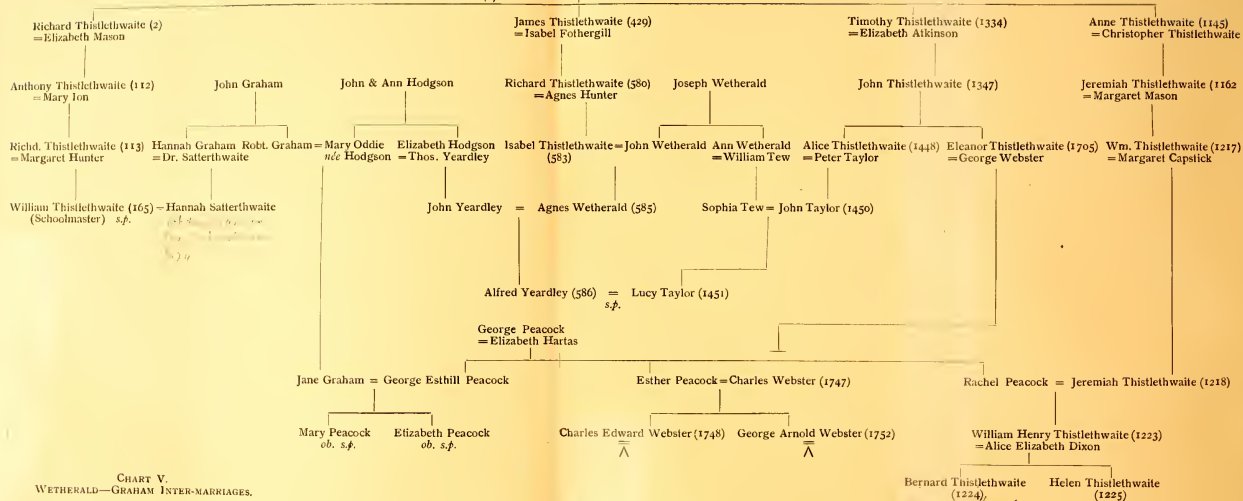 Richard Thistlethwaite (2)
=Elizabeth Mason
James Thistlethwaite (429)
=Isabel Fothergill
Timothy Thistlethwaite (1334)
=Elizabeth Atkinson
Anne Thistlethwaite (1145)
=Christopher Thistlethwaite
Anthony Thistlethwaite (112)
=Mary Ion
John Graham
John & Ann Hodgson
Richard Thistlethwaite (580)
=Agnes Hunter
Joseph Wetherald
John Thistlethwaite (1347)
Jeremiah Thistlethwaite (1162
=Margaret Mason
Richd. Thistlethwaite (113)
=Margaret Hunter
Hannah Graham
=Dr. Satterthwaite
Robt. Graham=Mary Oddie
née Hodgson
Elizabeth Hodgson
=Thos. Yeardley
Isabel Thistlethwaite=John Wetherald
(583)
Ann Wetherald
=William Tew
Alice Thistlethwaite (1448)
=Peter Taylor
Eleanor Thistlethwaite (1705)
=George Webster
Wm. Thistlethwaite (1217)
=Margaret Capstick
William Thistlethwaite (165)–Hannah Satterthwaite
(Schoolmaster) s.p.
John Yeardley = Agnes Wetherald (585)
Sophia Tew=John Taylor (1450)
Alfred Yeardley (586) = Lucy Taylor (1451)
s.p.
George Peacock
=Elizabeth Hartas
Jane Graham = George Esthill Peacock
Esther Peacock=Charles Webster (1747)
Rachel Peacock = Jeremiah Thistlethwaite (1218)
Mary Peacock
ob. s.p.
Etizabeth Peacock
ob. s.p.
Charles Edward Webster (1748)
George Arnold Webster (1752)
William Henry Thistlethwaite (1223)
=Alice Elizabeth Dixon
CHART V.
WETHERALD—GRAHAM INTER-MARRIAGES.
Bernard Thistlethwaite
(1224),
Helen Thistlethwaite
(1225)